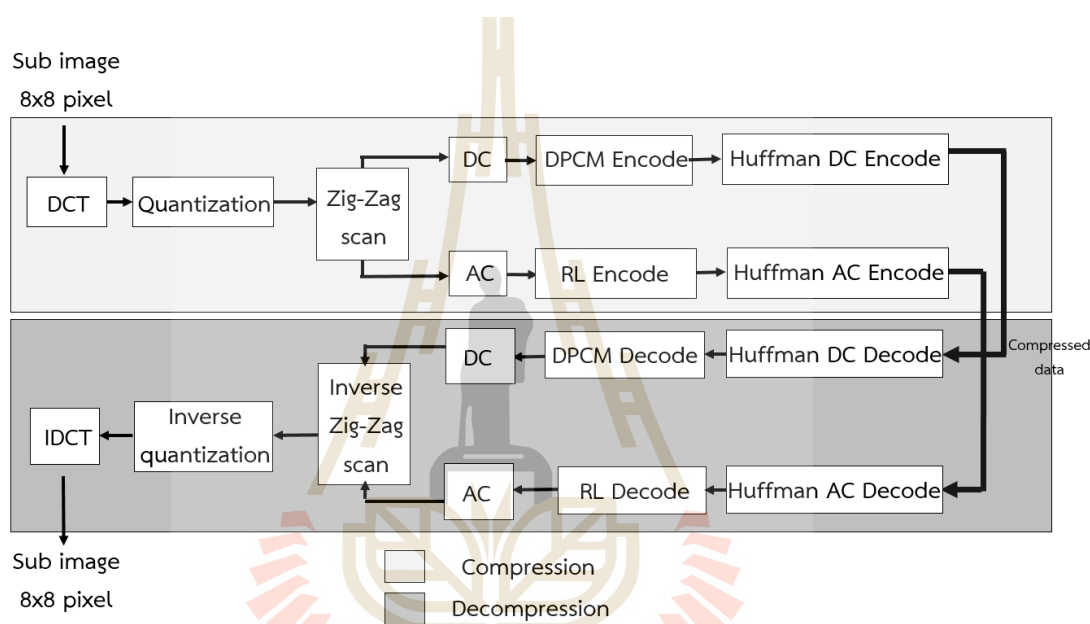 Sub image
8x8 pixel
DCT
Quantization
Zig-Zag
scan
DC
DPCM Encode
Huffman DC Encode
AC
RL Encode
Huffman AC Encode
Compressed
data
Huffman DC Decode
DPCM Decode
DC
Inverse
Zig-Zag
scan
Inverse
quantization
IDCT
Huffman AC Decode
RL Decode
AC
Sub image
8x8 pixel
Compression
Decompression